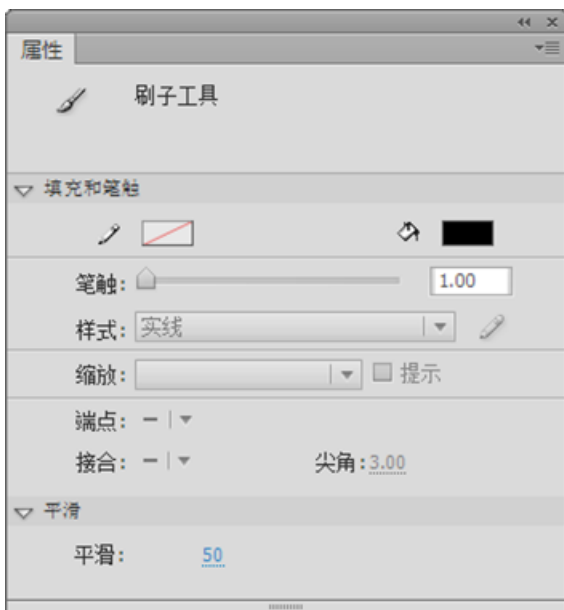 属性
刷子工具
填充和笔触
笔触: 1.00
样式: 实线
缩放: 提示
端点:
接合: 尖角:3.00
平滑
平滑: 50